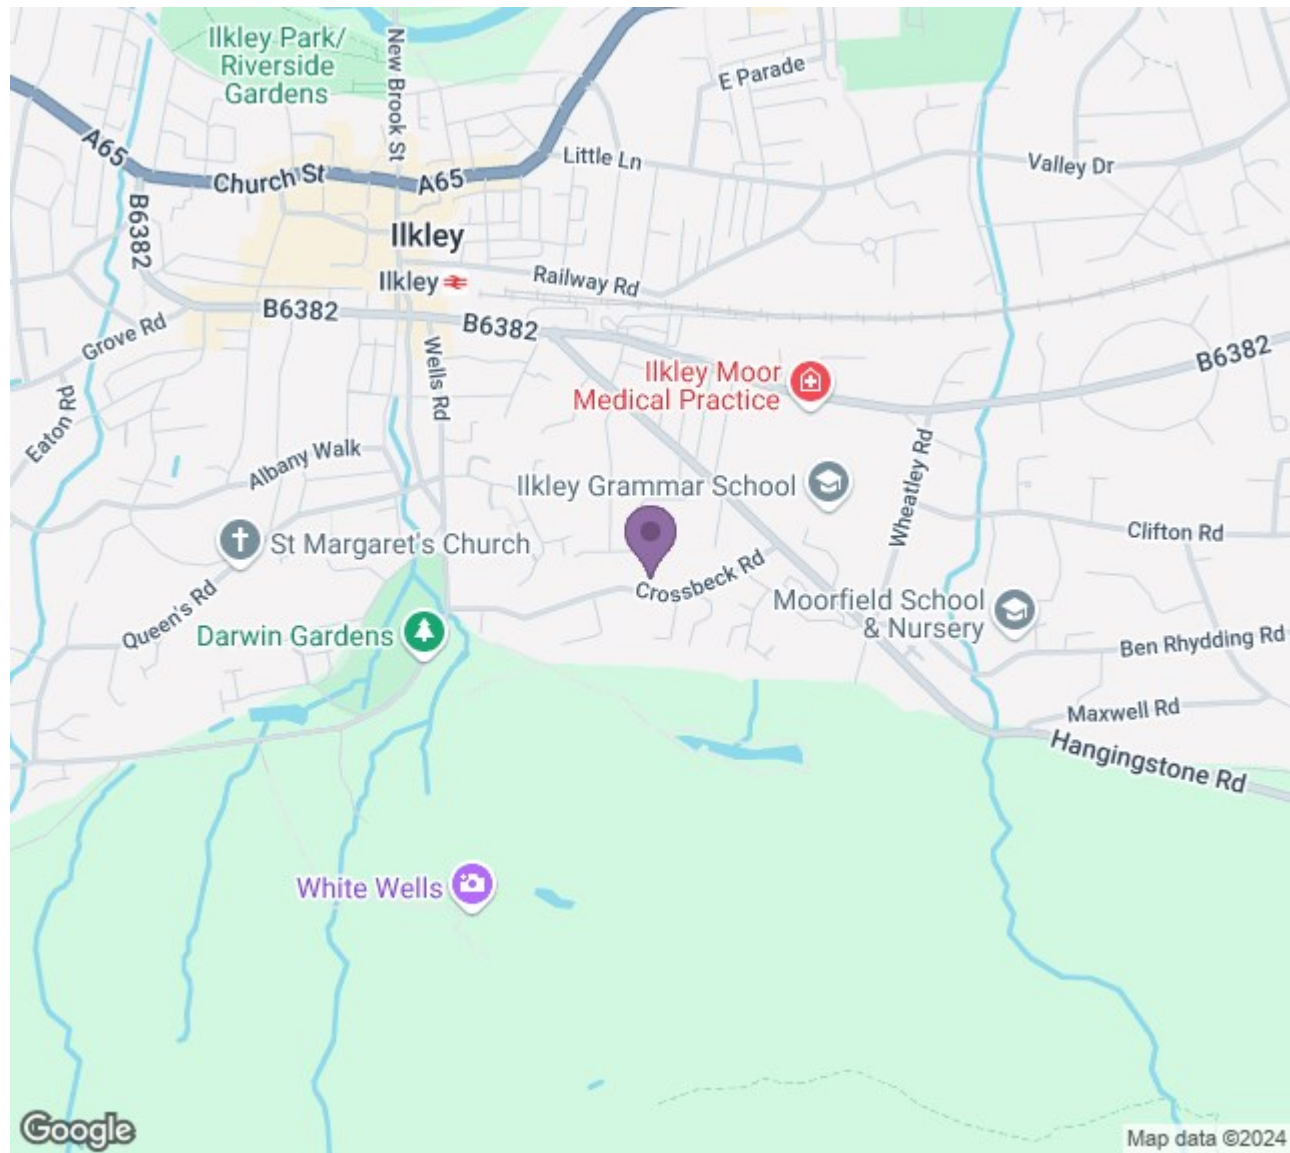 Ilkley Park/
Riverside
Gardens
New Brook St
E Parade
A65
Church St
A65
Little Ln
Valley Dr
B6382
Ilkley
Ilkley
Railway Rd
B6382
B6382
Grove Rd
Wells Rd
B6382
Ilkley Moor
Medical Practice
Eaton Rd
Albany Walk
Ilkley Grammar School
Wheatley Rd
Clifton Rd
St Margaret's Church
Crossbeck Rd
Queen's Rd
Darwin Gardens
Moorfield School
& Nursery
Ben Rhydding Rd
Maxwell Rd
Hangingstone Rd
White Wells
Google
Map data ©2024